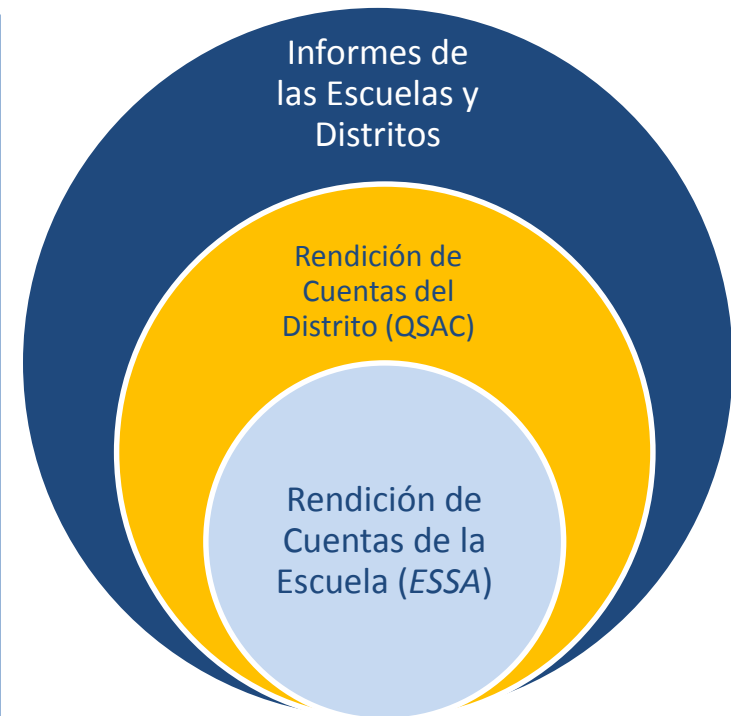 Informes de
las Escuelas y
Distritos
Rendición de
Cuentas del
Distrito (QSAC)
Rendición de
Cuentas de la
Escuela (ESSA)